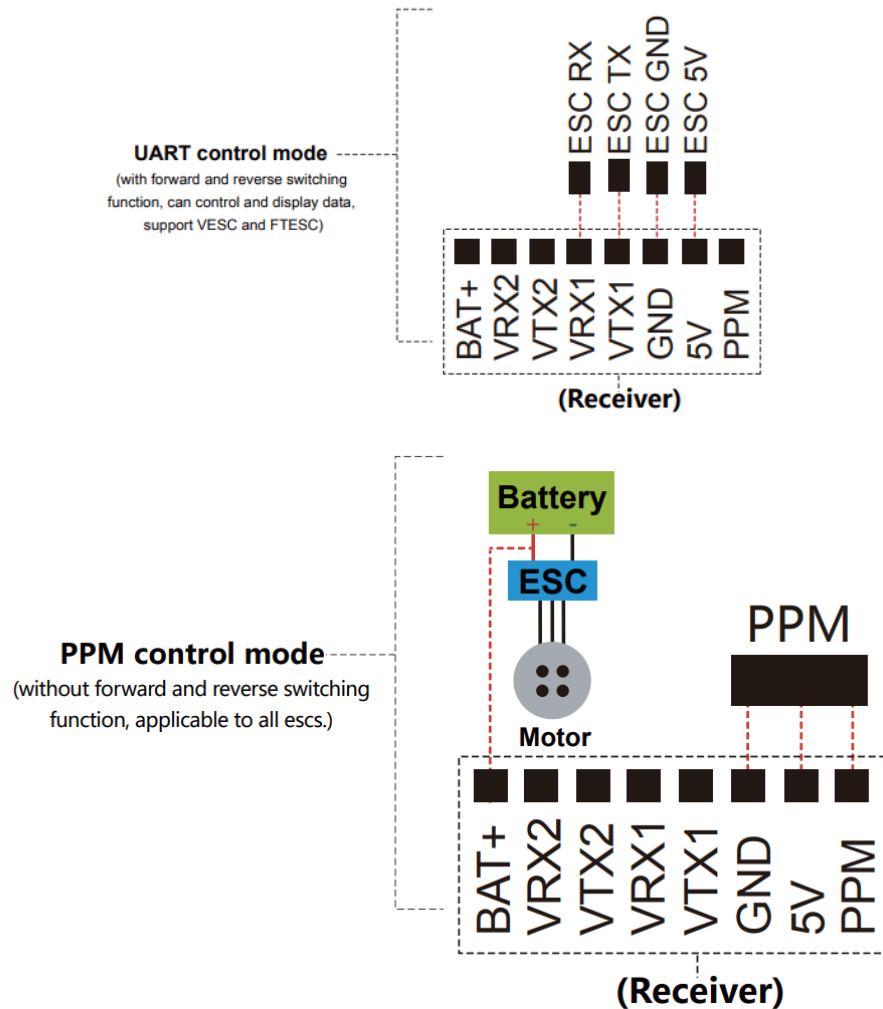 ESC RX
ESC TX
ESC GND
ESC 5V
UART control mode
(with forward and reverse switching
function, can control and display data,
support VESC and FTESC)
BAT+
VRX2
VTX2
VRX1
VTX1
GND
5V
PPM
(Receiver)
Battery
+ -
ESC
PPM
PPM control mode
(without forward and reverse switching
function, applicable to all escs.)
Motor
BAT+
VRX2
VTX2
VRX1
VTX1
GND
5V
PPM
(Receiver)